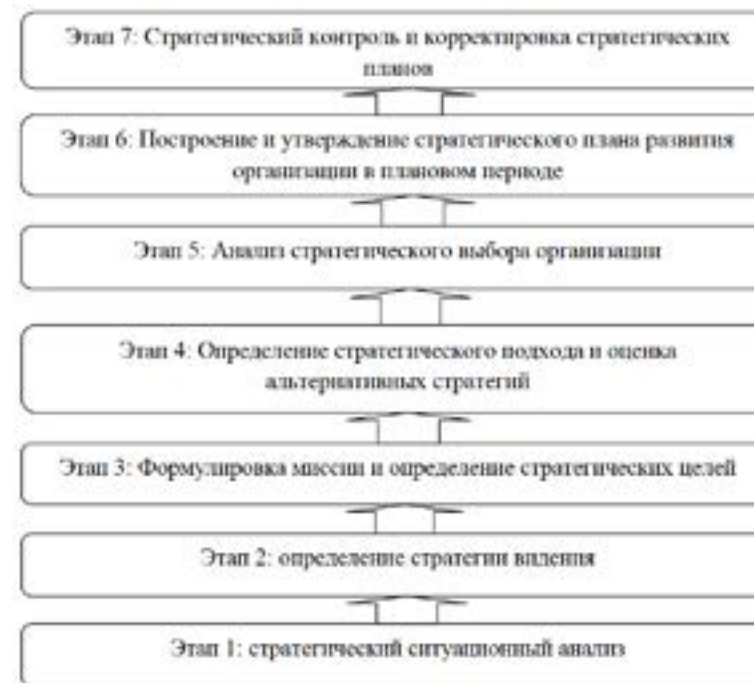 Этап 7: Стратегический контроль и корректировка стратегических
планов
Этап 6: Построение и утверждение стратегического плана развития
организации в плановом периоде
Этап 5: Анализ стратегического выбора организации
Этап 4: Определение стратегического подхода и оценка
альтернативных стратегий
Этап 3: Формулировка миссии и определение стратегических целей
Этап 2: определение стратегии видения
Этап 1: стратегический ситуационный анализ